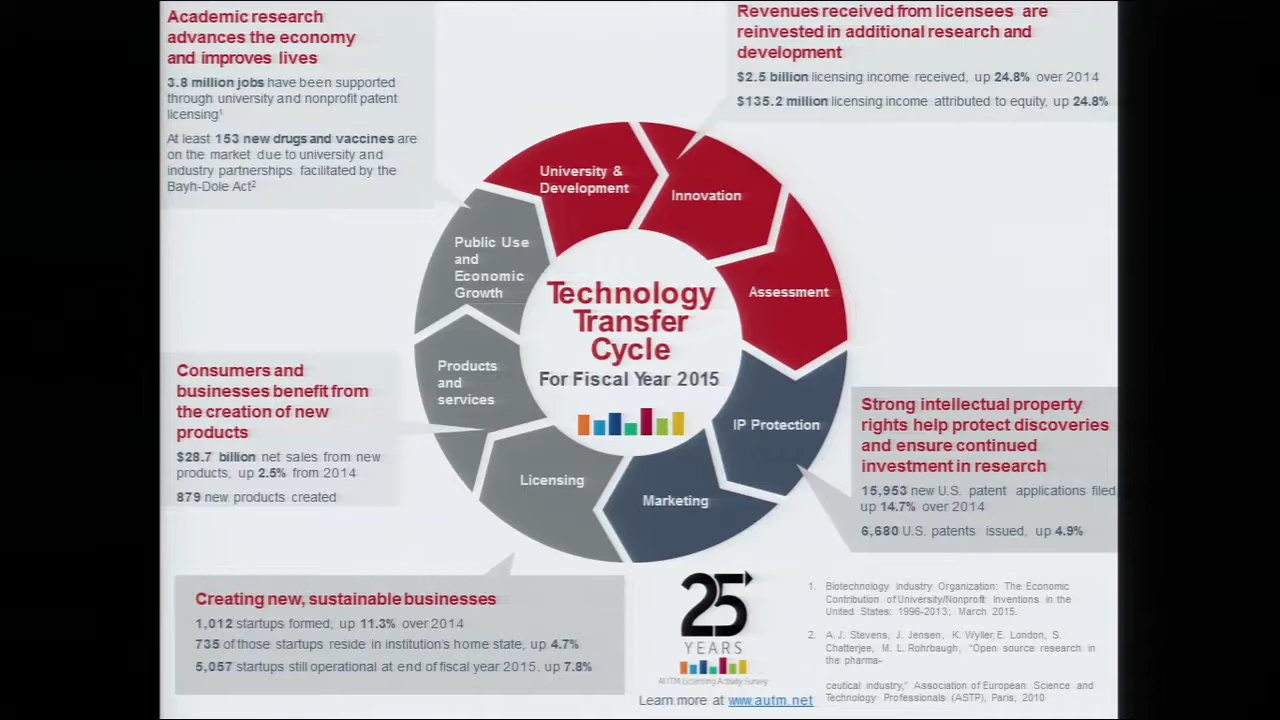 Academic research
advances the economy
and improves lives
3.8 million jobs have been supported
through university and nonprofit patent
licensing1
At least 153 new drugs and vaccines are
on the market due to university and
industry partnerships facilitated by the
Bayh-Dole Act2
Revenues received from licensees are
reinvested in additional research and
development
$2.5 billion licensing income received, up 24.8% over 2014
$135.2 million licensing income attributed to equity, up 24.8%
University &
Development
Innovation
Assessment
IP Protection
Marketing
Licensing
Products
and
services
Public Use
and
Economic
Growth
Technology
Transfer
Cycle
For Fiscal Year 2015
Consumers and
businesses benefit from
the creation of new
products
$28.7 billion net sales from new
products, up 2.5% from 2014
879 new products created
Strong intellectual property
rights help protect discoveries
and ensure continued
investment in research
15,953 new U.S. patent applications filed,
up 14.7% over 2014
6,680 U.S. patents issued, up 4.9%
Creating new, sustainable businesses
1,012 startups formed, up 11.3% over 2014
735 of those startups reside in institution's home state, up 4.7%
5,057 startups still operational at end of fiscal year 2015, up 7.8%
25
YEARS
AUTM Licensing Activity Survey
Learn more at www.autm.net
1. Biotechnology Industry Organization: The Economic
Contribution of University/Nonprofit Inventions in the
United States: 1996-2013; March 2015.
2. A. J. Stevens, J. Jensen, K. Wyller, E. London, S.
Chatterjee, M. L. Rohrbaugh, "Open source research in
the pharma-
ceutical industry," Association of European Science and
Technology Professionals (ASTP), Paris, 2010